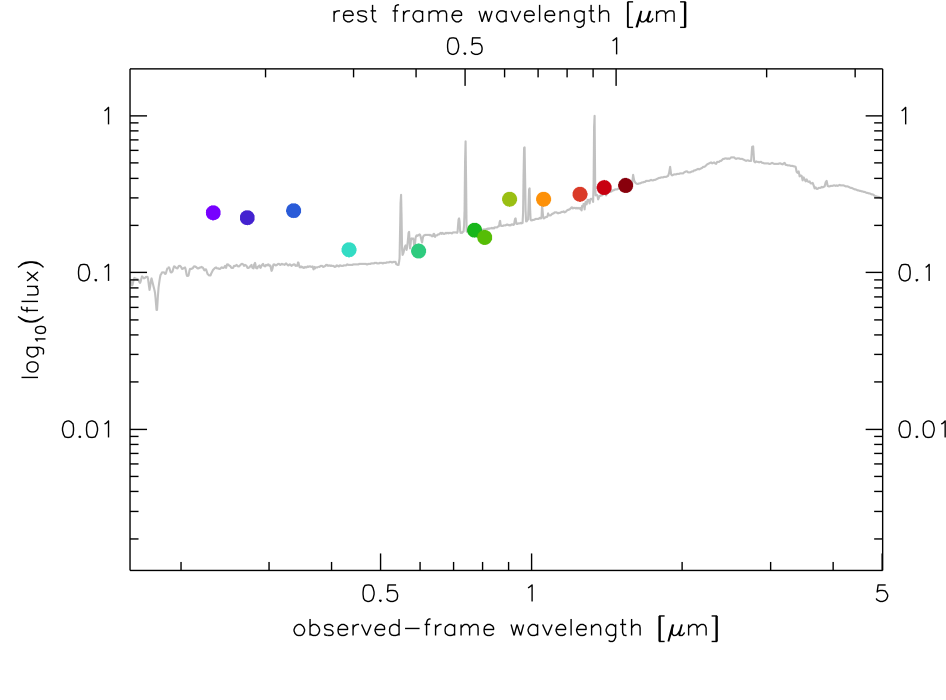 rest frame wavelength [μm]
0.5 1
1 1
0.1 0.1
0.01 0.01
log10(flux)
0.5 1 5
observed-frame wavelength [μm]